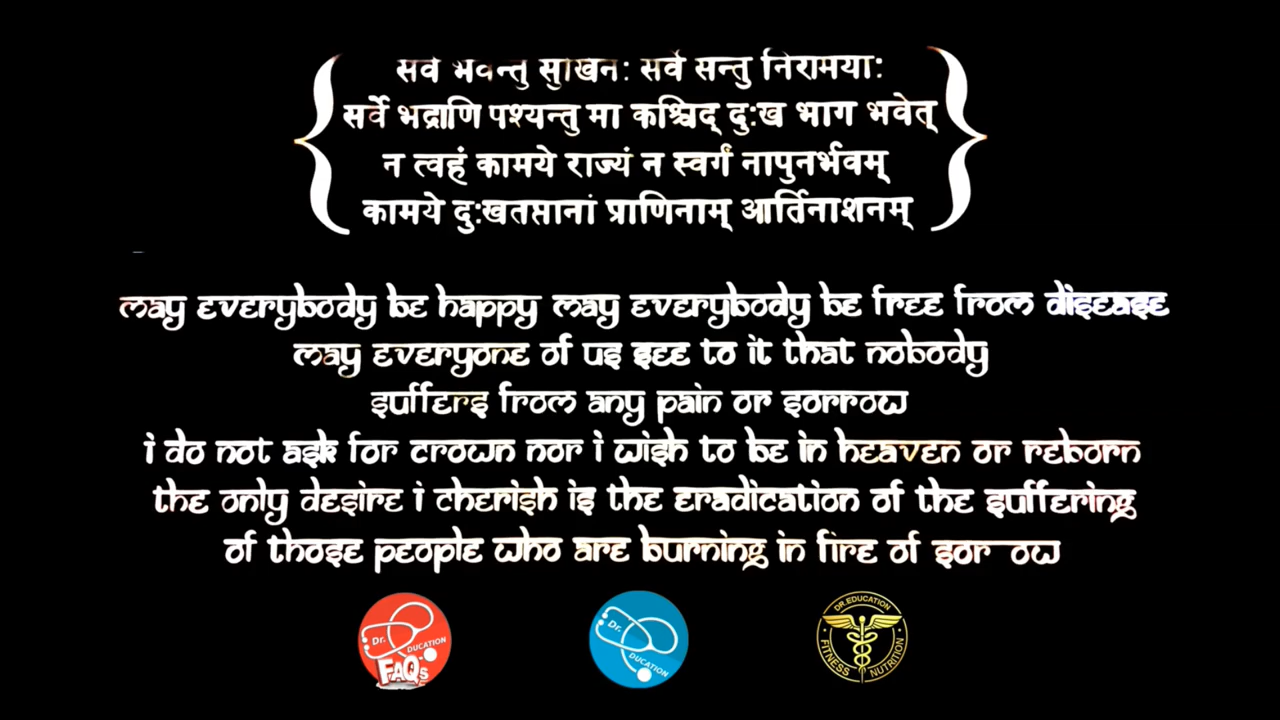 सर्वे भवन्तु सुखिन: सर्वे सन्तु निरामया:
सर्वे भद्राणि पश्यन्तु मा कश्चिद् दु:ख भाग भवेत्
न त्वहं कामये राज्यं न स्वर्गं नापुनर्भवम्
कामये दु:खतप्तानां प्राणिनाम् आर्तिनाशनम्
may everybody be happy may everybody be free from disease
may everyone of us see to it that nobody
suffers from any pain or sorrow
i do not ask for crown nor i wish to be in heaven or reborn
the only desire i cherish is the eradication of the suffering
of those people who are burning in fire of sor ow
Dr. DUCATION
FAQs
Dr. DUCATION
DR.EDUCATION
FITNESS NUTRITION